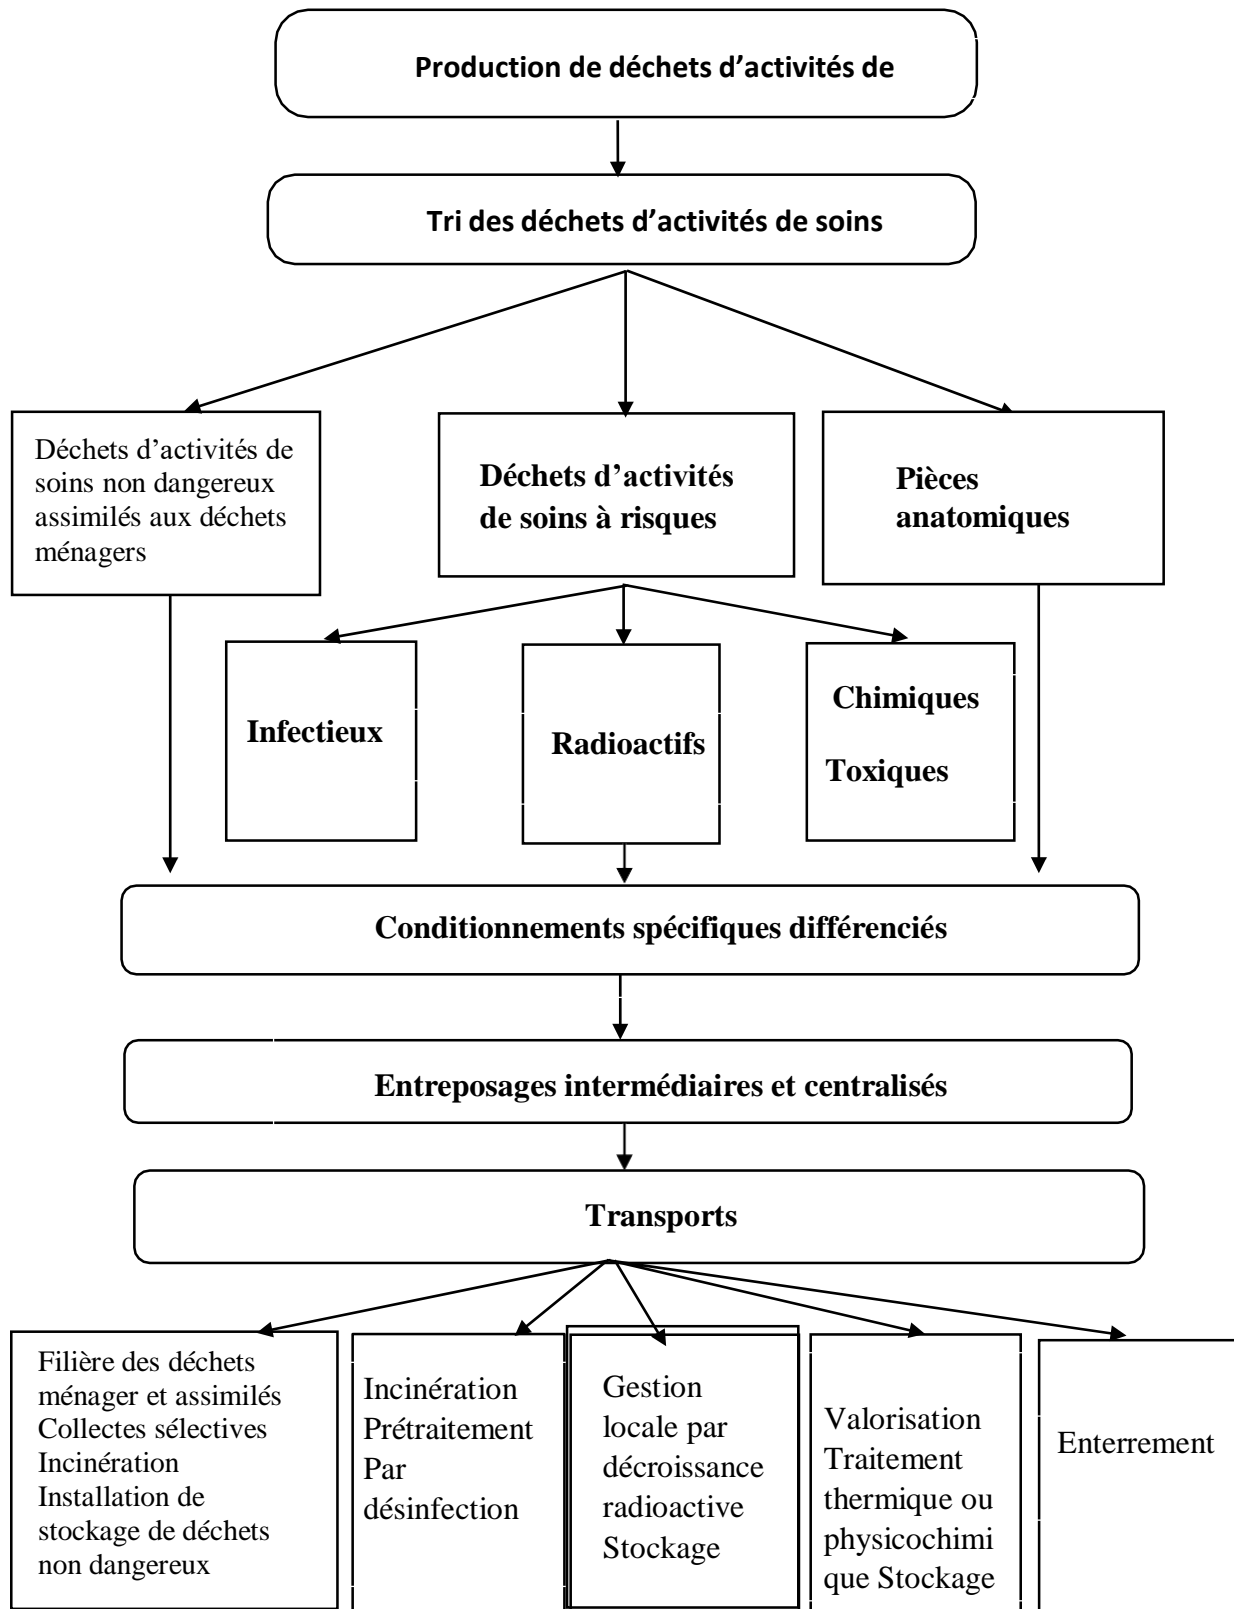 Production de déchets d’activités de
Tri des déchets d’activités de soins
Déchets d’activités de
soins non dangereux
assimilés aux déchets
ménagers
Déchets d’activités
de soins à risques
Pièces
anatomiques
Infectieux
Radioactifs
Chimiques
Toxiques
Conditionnements spécifiques différenciés
Entreposages intermédiaires et centralisés
Transports
Filière des déchets
ménager et assimilés
Collectes sélectives
Incinération
Installation de
stockage de déchets
non dangereux
Incinération
Prétraitement
Par
désinfection
Gestion
locale par
décroissance
radioactive
Stockage
Valorisation
Traitement
thermique ou
physicochimi
que Stockage
Enterrement